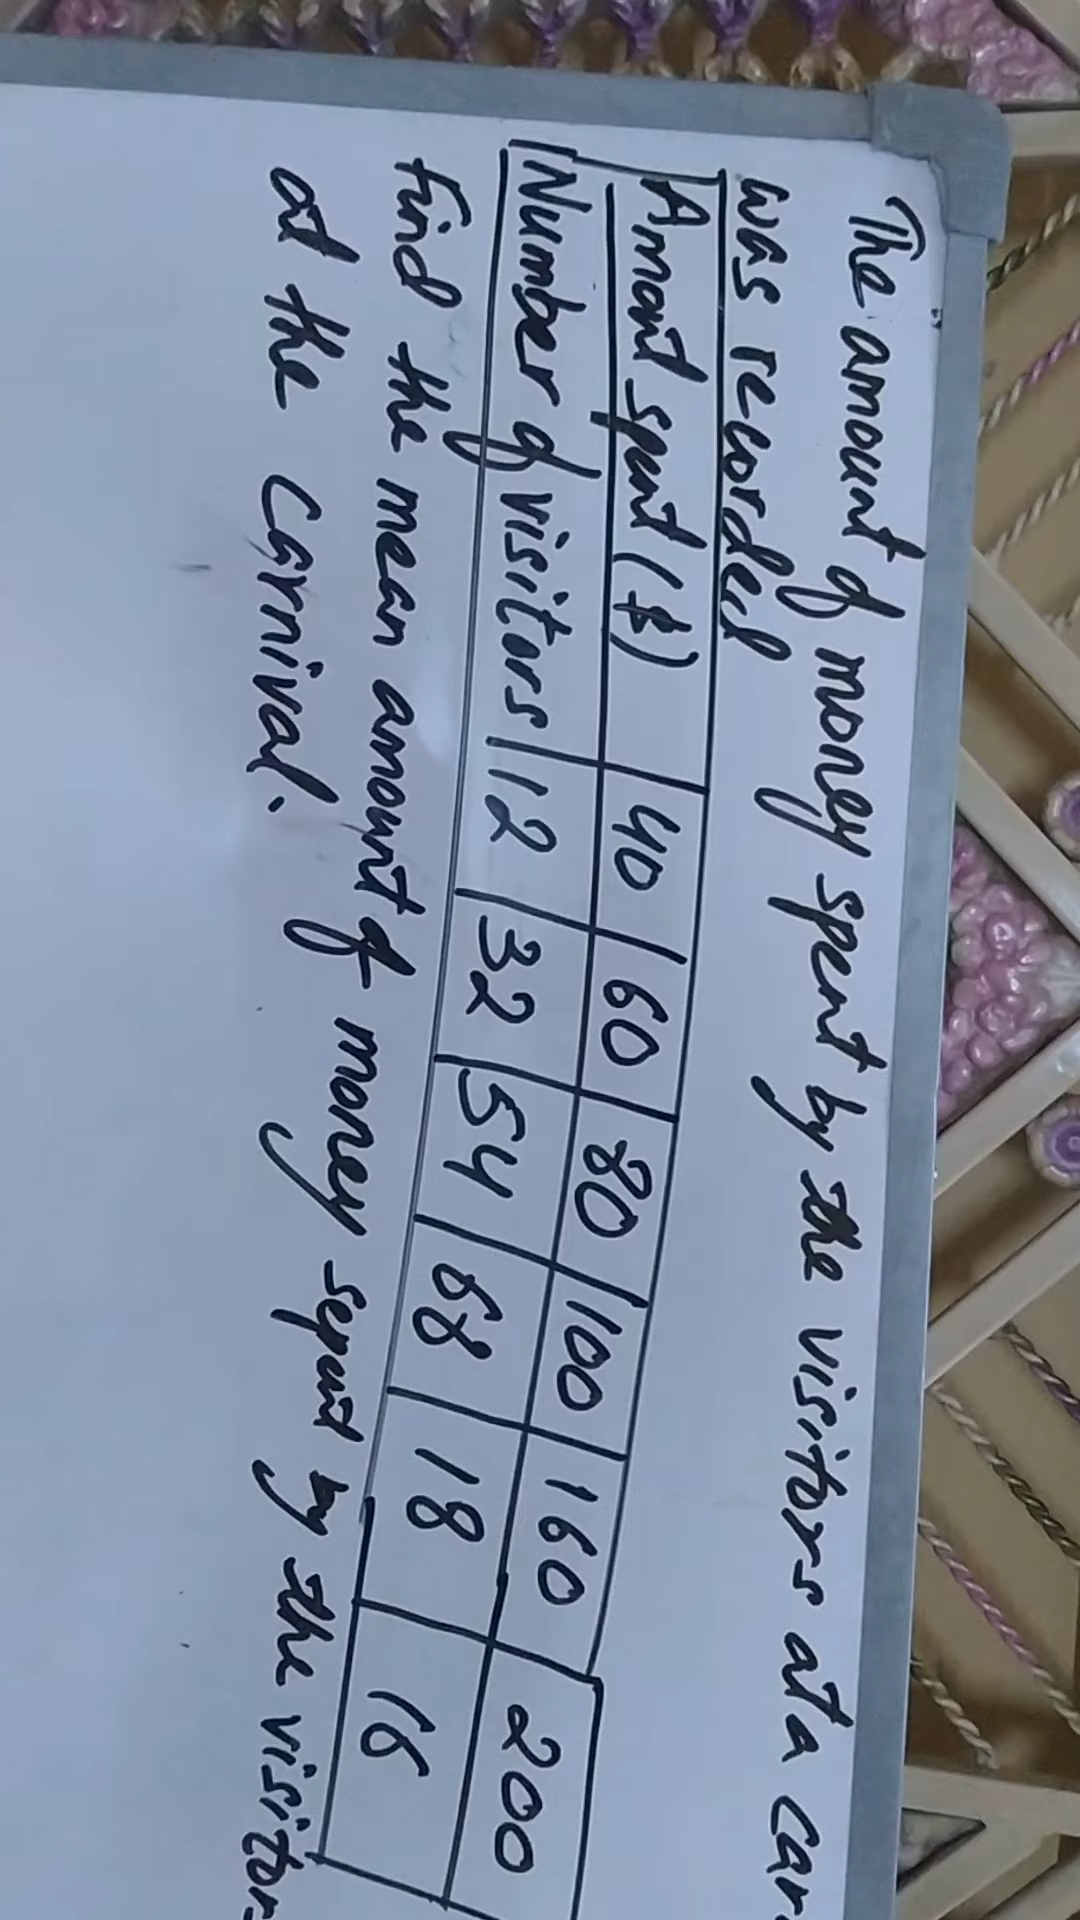 The amount of money spent by the visitors at a car
was recorded
Amont spent ($) 40 60 80 100 160 200
Number of visitors 12 32 54 68 18 16
find the mean amount of money sepnt by the visitor
at the Carnival.